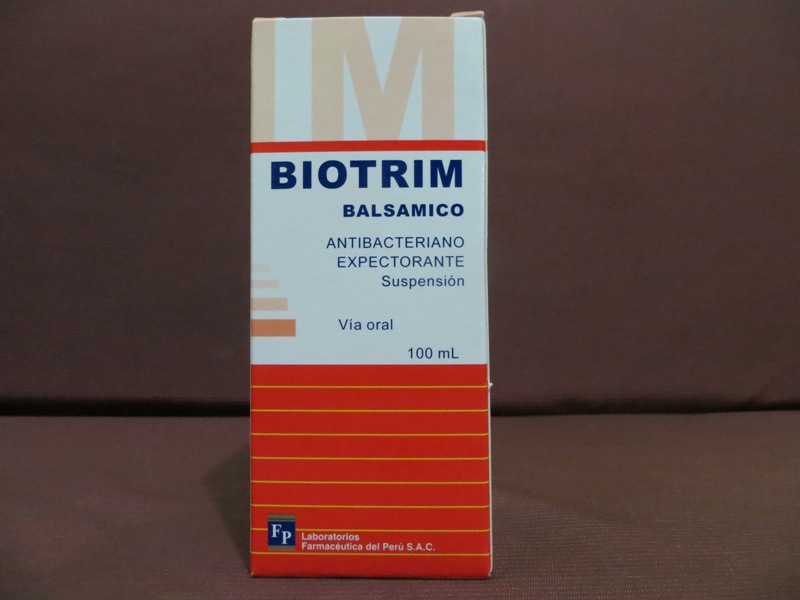 IM
BIOTRIM
BALSAMICO
ANTIBACTERIANO
EXPECTORANTE
Suspensión
Vía oral
100 mL
FP
Laboratorios
Farmacéutica del Perú S.A.C.